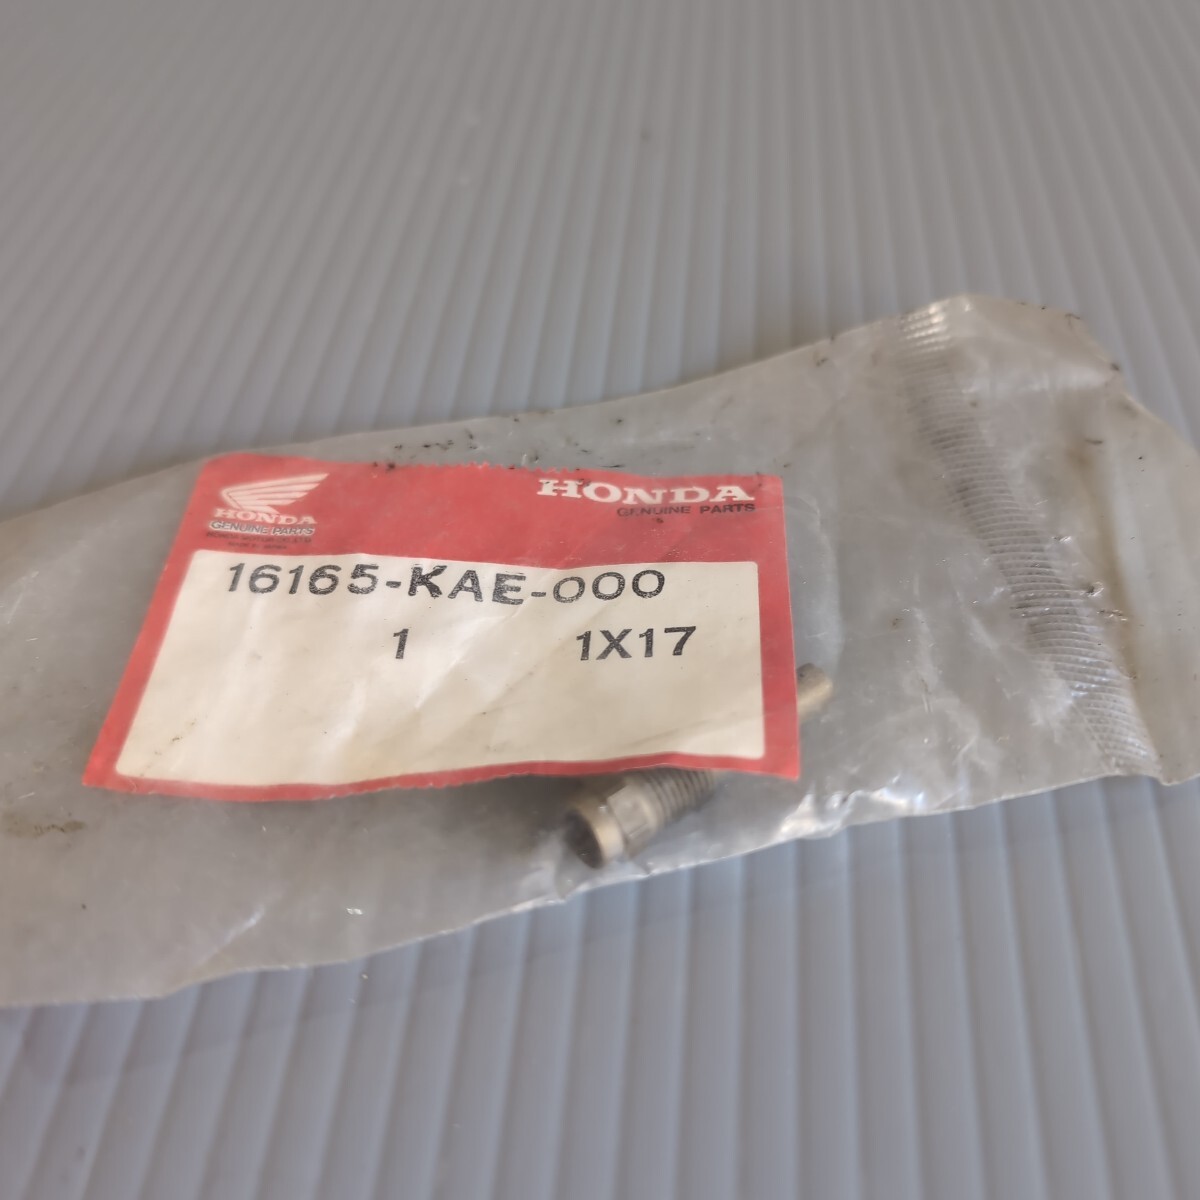 HONDA
GENUINE PARTS
HONDA
GENUINE PARTS
16165-KAE-000
1 1X17